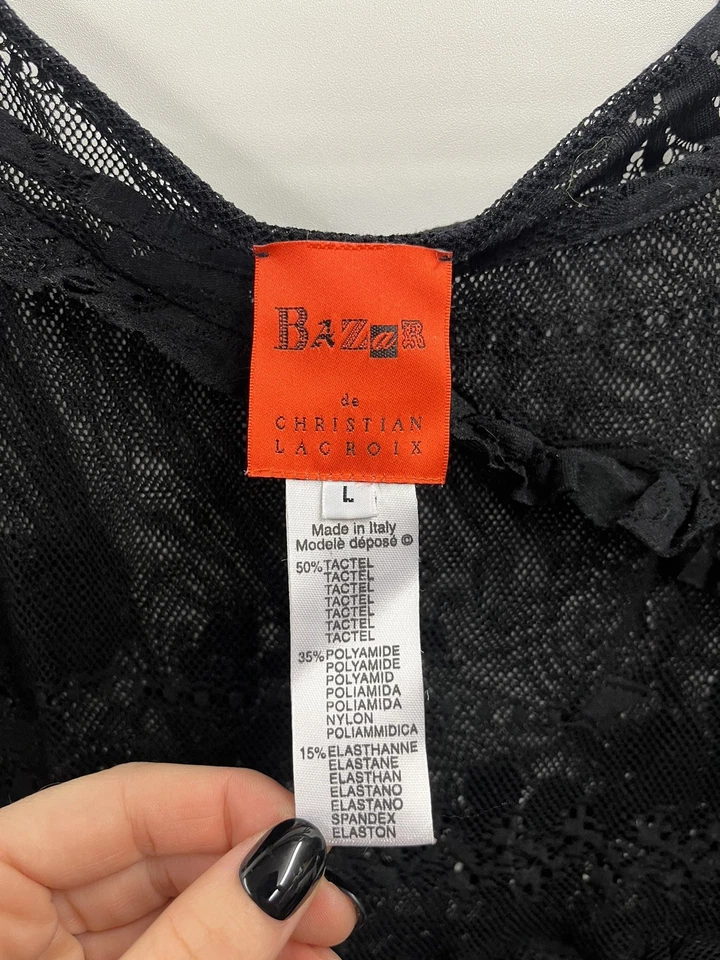 BAZaR
de
CHRISTIAN
LACROIX
L
Made in Italy
Modelè déposé ©
50% TACTEL
TACTEL
TACTEL
TACTEL
TACTEL
TACTEL
TACTEL
35% POLYAMIDE
POLYAMIDE
POLYAMID
POLIAMIDA
POLIAMIDA
NYLON
POLIAMMIDICA
15% ELASTHANNE
ELASTANE
ELASTHAN
ELASTANO
ELASTANO
SPANDEX
ELASTON